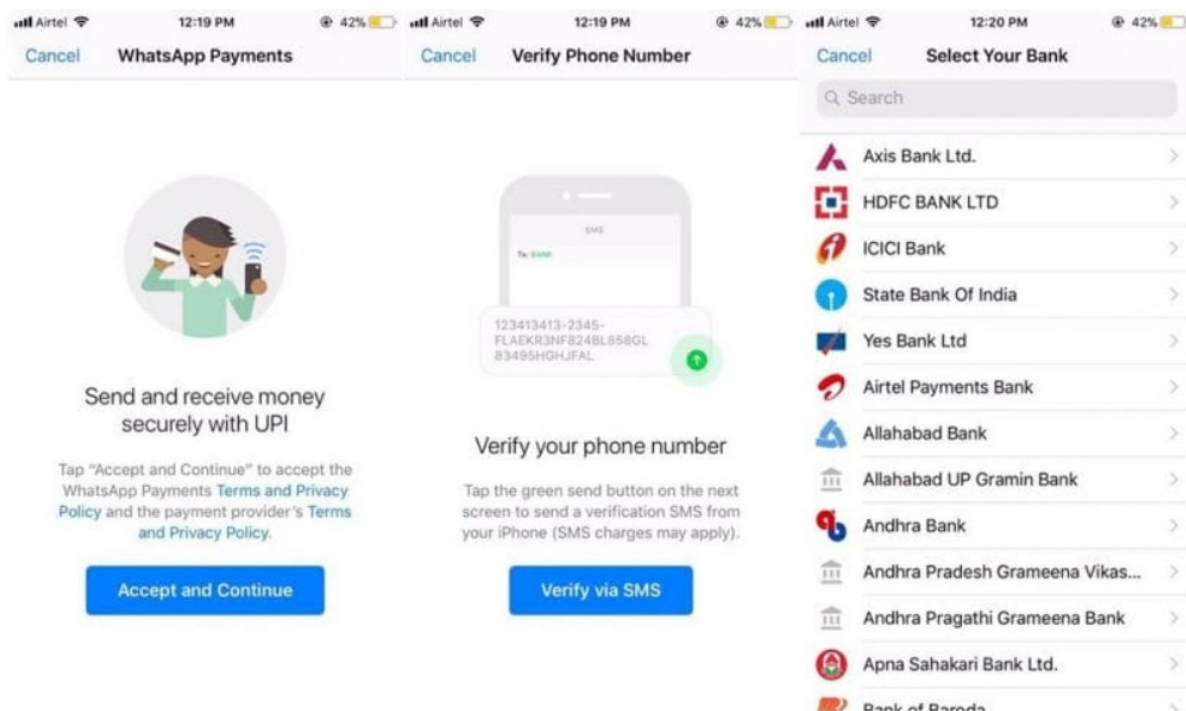 Airtel 12:19 PM 42%
Cancel WhatsApp Payments
Send and receive money
securely with UPI
Tap "Accept and Continue" to accept the
WhatsApp Payments Terms and Privacy
Policy and the payment provider's Terms
and Privacy Policy.
Accept and Continue
Airtel 12:19 PM 42%
Cancel Verify Phone Number
SMS
To: BANK
123413413-2345-
FLAEKR3NF824BL858GL
83495HGHJFAL
Verify your phone number
Tap the green send button on the next
screen to send a verification SMS from
your iPhone (SMS charges may apply).
Verify via SMS
Airtel 12:20 PM 42%
Cancel Select Your Bank
Search
Axis Bank Ltd.
HDFC BANK LTD
ICICI Bank
State Bank Of India
Yes Bank Ltd
Airtel Payments Bank
Allahabad Bank
Allahabad UP Gramin Bank
Andhra Bank
Andhra Pradesh Grameena Vikas...
Andhra Pragathi Grameena Bank
Apna Sahakari Bank Ltd.
Bank of Baroda